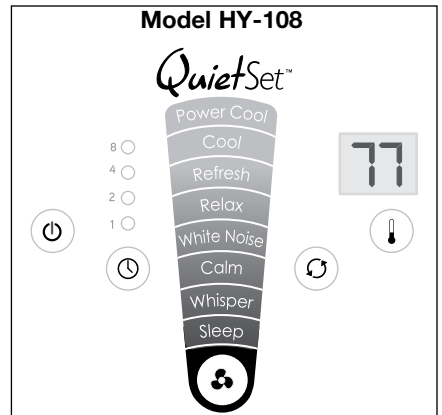 Model HY-108
QuietSet™
Power Cool
Cool
Refresh
Relax
White Noise
Calm
Whisper
Sleep
8
4
2
1
77